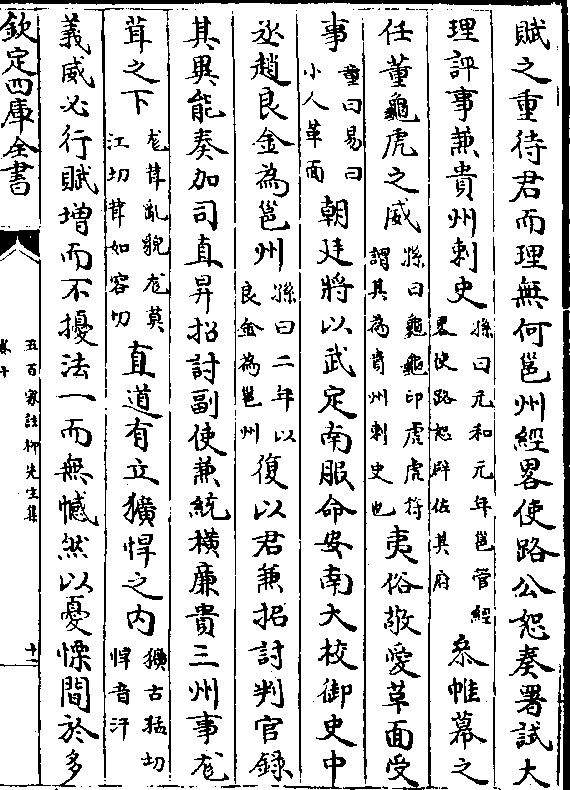 賦之重待君而理無何邕州經畧使路公恕奏署試大
理評事兼貴州刺史孫曰元和元年邕管經畧使路恕辟佐其府叅帷幕之
任董龜虎之威孫曰龜龜印虎虎符謂其為貴州刺史也夷俗敬愛草面受
事童曰易曰小人革面朝廷將以武定南服命安南大校御史中
丞趙良金為邕州孫曰二年以良金為邕州復以君兼招討判官錄
其異能奏加司直昇招討副使兼統橫廉貴三州事尨
茸之下尨茸亂貌尨莫江切茸如容切直道有立獷悍之內獷古猛切悍音汗
義威必行賦增而不擾法一而無憾然以憂慄間於多
欽定四庫全書
五百家註柳先生集
卷十
十二